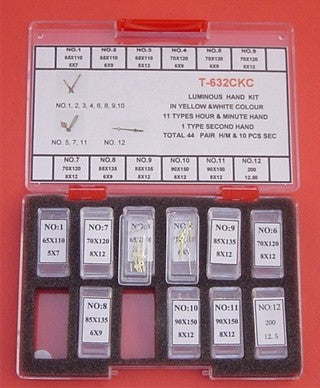 NO:1 NO:2 NO:3 NO:4 NO:5 NO:6
65X110 65X110 65X110 70X120 70X120 70X120
5X7 6X9 8X12 6X9 8X12
T-632CKC
LUMINOUS HAND KIT
IN YELLOW &WHITE COLOUR
11 TYPES HOUR & MINUTE HAND
1 TYPE SECOND HAND
TOTAL 44 PAIR H/M & 10 PCS SEC
NO.1, 2, 3, 4, 6, 8, 9,10
NO. 5, 7, 11
NO. 12
NO.7 NO:8 NO:9 NO:10 NO:11 NO:12
70X120 85X135 85X135 90X150 90X150 200
8X12 6X9 8X12 8X12 8X12 12.50
NO:1
65X110
5X7
NO:7
70X120
8X12
NO:9
85X135
8X12
NO:6
70X120
8X12
NO:8
85X135
6X9
NO:10
90X150
8X12
NO:11
90X150
8X12
NO:12
200
12.5